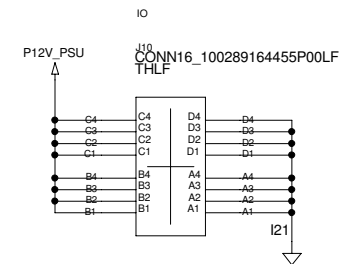 IO
J10
P12V_PSU
CONN16_100289164455P00LF
THLF
C4 C4 D4 D4
C3 C3 D3 D3
C2 C2 D2 D2
C1 C1 D1 D1
B4 B4 A4 A4
B3 B3 A3 A3
B2 B2 A2 A2
B1 B1 A1 A1
I21